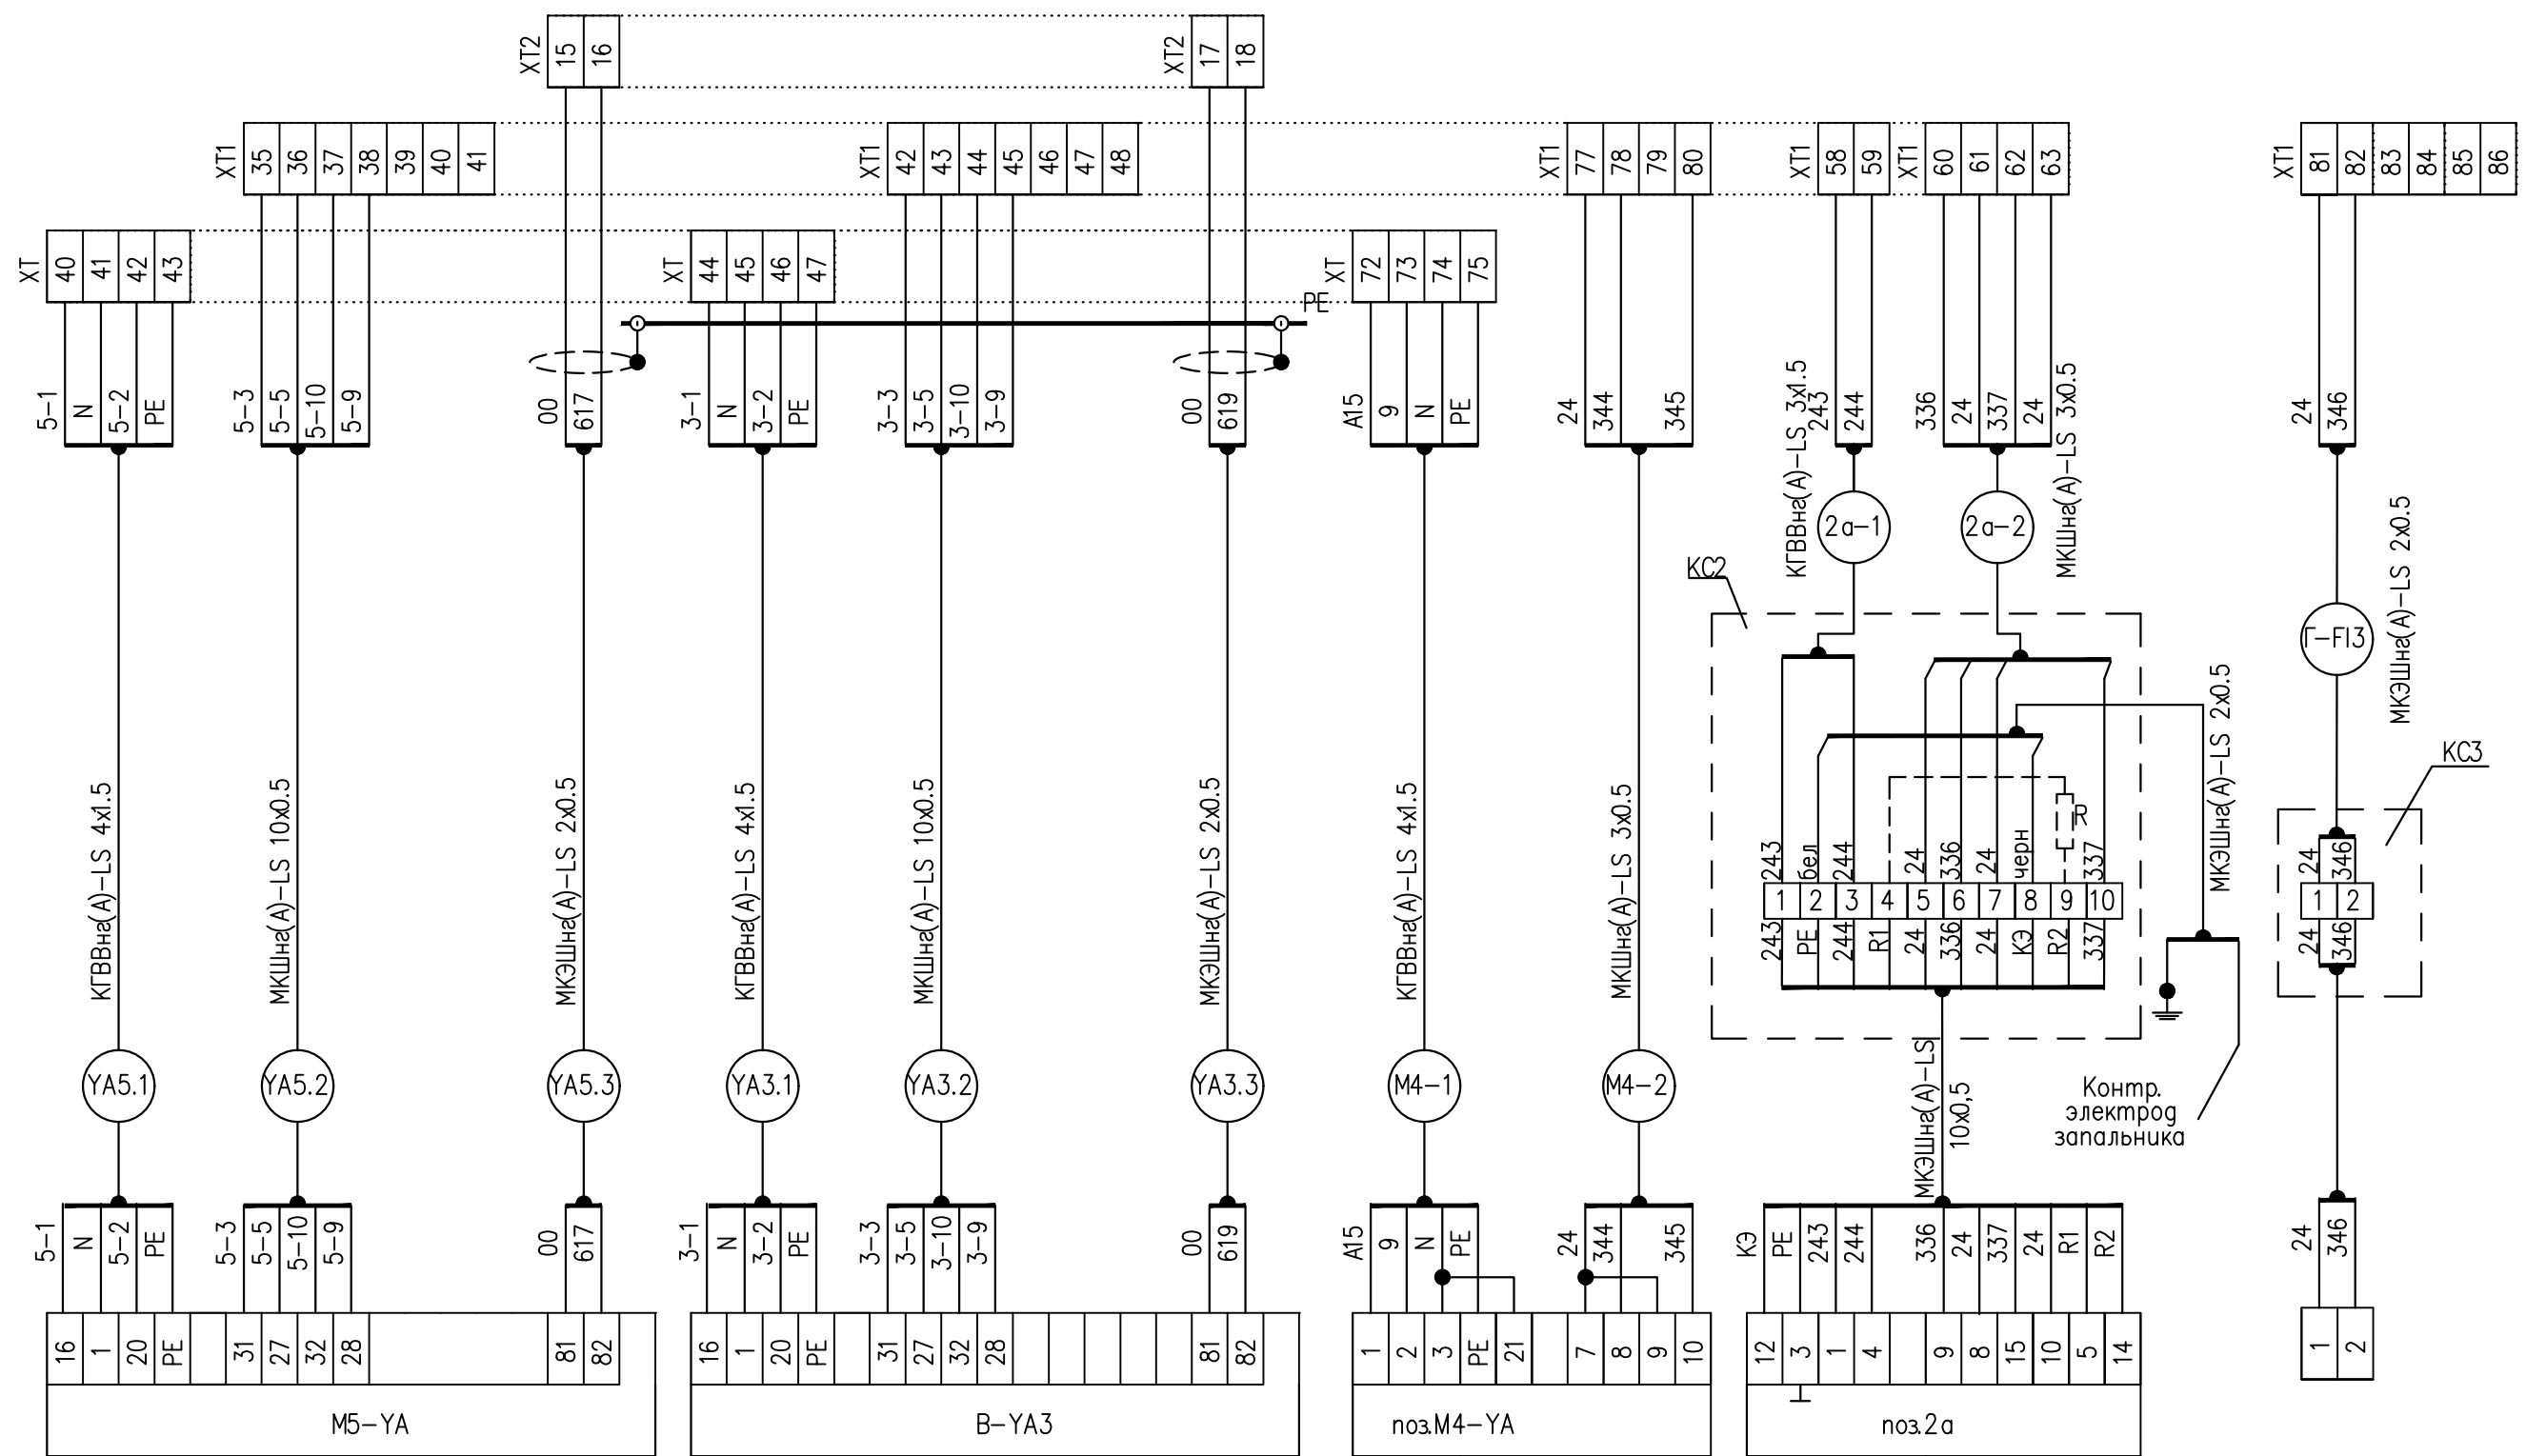 XT2 15 16
XT2 17 18
XT1 35 36 37 38 39 40 41
XT1 42 43 44 45 46 47 48
XT1 77 78 79 80
XT1 58 59
XT1 60 61 62 63
XT1 81 82 83 84 85 86
XT 40 41 42 43
XT 44 45 46 47
XT 72 73 74 75
PE
5-1 N 5-2 PE
5-3 5-5 5-10 5-9
00 617
3-1 N 3-2 PE
3-3 3-5 3-10 3-9
00 619
A15 9 N PE
24 344 345
243 244
336 24 337 24
24 346
КГВВнг(А)-LS 3х1.5
МКШнг(А)-LS 3х0.5
2а-1
2а-2
МКЭШнг(А)-LS 2х0.5
КС2
Г-FI3
МКЭШнг(А)-LS 2х0.5
КС3
КГВВнг(А)-LS 4х1.5
МКШнг(А)-LS 10х0.5
МКЭШнг(А)-LS 2х0.5
КГВВнг(А)-LS 4х1.5
МКШнг(А)-LS 10х0.5
МКЭШнг(А)-LS 2х0.5
КГВВнг(А)-LS 4х1.5
МКШнг(А)-LS 3х0.5
R
243 бел 244 24 336 24 черн 337
1 2 3 4 5 6 7 8 9 10
243 PE 244 R1 24 336 24 КЭ R2 337
24 346
1 2
24 346
YA5.1
YA5.2
YA5.3
YA3.1
YA3.2
YA3.3
M4-1
M4-2
МКЭШнг(А)-LS
10х0,5
Контр.
электрод
запальника
5-1 N 5-2 PE
5-3 5-5 5-10 5-9
00 617
3-1 N 3-2 PE
3-3 3-5 3-10 3-9
00 619
A15 9 N PE
24 344 345
КЭ PE 243 244 336 24 337 24 R1 R2
24 346
16 1 20 PE 31 27 32 28 81 82
16 1 20 PE 31 27 32 28 81 82
1 2 3 PE 21 7 8 9 10
12 3 1 4 9 8 15 10 5 14
1 2
М5-YA
В-YA3
поз.М4-YA
поз.2а